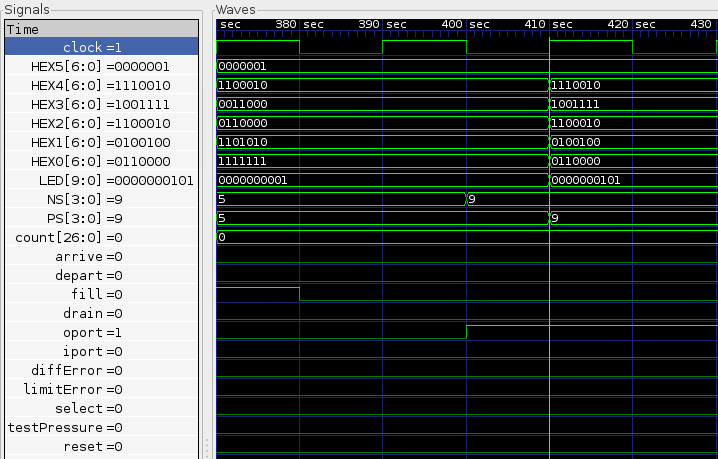 Signals Waves
Time
sec 380 sec 390 sec 400 sec 410 sec 420 sec 430
clock =1
HEX5[6:0] =0000001 0000001
HEX4[6:0] =1110010 1100010 1110010
HEX3[6:0] =1001111 0011000 1001111
HEX2[6:0] =1100010 0110000 1100010
HEX1[6:0] =0100100 1101010 0100100
HEX0[6:0] =0110000 1111111 0110000
LED[9:0] =0000000101 0000000001 0000000101
NS[3:0] =9 5 9
PS[3:0] =9 5 9
count[26:0] =0 0
arrive =0
depart =0
fill =0
drain =0
oport =1
iport =0
diffError =0
limitError =0
select =0
testPressure =0
reset =0